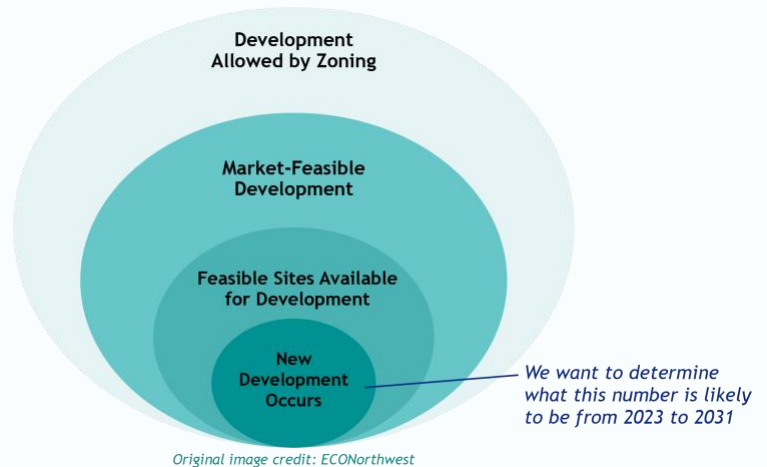 Development
Allowed by Zoning
Market-Feasible
Development
Feasible Sites Available
for Development
New
Development
Occurs
We want to determine
what this number is likely
to be from 2023 to 2031
Original image credit: ECONorthwest